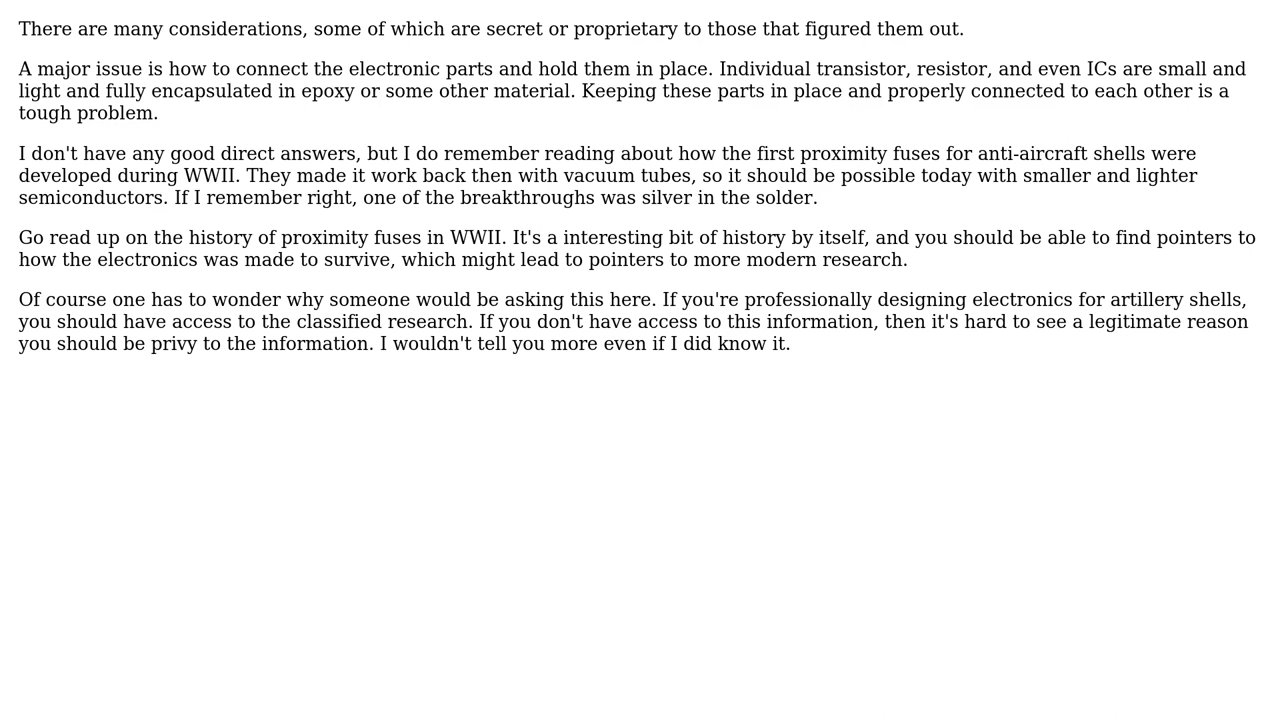 There are many considerations, some of which are secret or proprietary to those that figured them out.
A major issue is how to connect the electronic parts and hold them in place. Individual transistor, resistor, and even ICs are small and
light and fully encapsulated in epoxy or some other material. Keeping these parts in place and properly connected to each other is a
tough problem.
I don't have any good direct answers, but I do remember reading about how the first proximity fuses for anti-aircraft shells were
developed during WWII. They made it work back then with vacuum tubes, so it should be possible today with smaller and lighter
semiconductors. If I remember right, one of the breakthroughs was silver in the solder.
Go read up on the history of proximity fuses in WWII. It's a interesting bit of history by itself, and you should be able to find pointers to
how the electronics was made to survive, which might lead to pointers to more modern research.
Of course one has to wonder why someone would be asking this here. If you're professionally designing electronics for artillery shells,
you should have access to the classified research. If you don't have access to this information, then it's hard to see a legitimate reason
you should be privy to the information. I wouldn't tell you more even if I did know it.